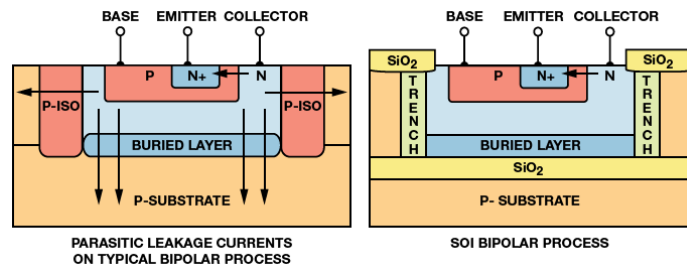 BASE EMITTER COLLECTOR
P N+ N
P-ISO P-ISO
BURIED LAYER
P-SUBSTRATE
PARASITIC LEAKAGE CURRENTS
ON TYPICAL BIPOLAR PROCESS
BASE EMITTER COLLECTOR
SiO₂ SiO₂
P N+ N
TRENCH TRENCH
BURIED LAYER
SiO₂
P- SUBSTRATE
SOI BIPOLAR PROCESS